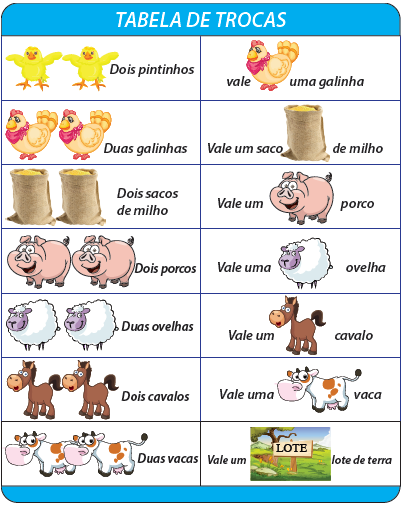 TABELA DE TROCAS
Dois pintinhos
vale uma galinha
Duas galinhas
Vale um saco de milho
Dois sacos
de milho
Vale um porco
Dois porcos
Vale uma ovelha
Duas ovelhas
Vale um cavalo
Dois cavalos
Vale uma vaca
Duas vacas
Vale um LOTE lote de terra